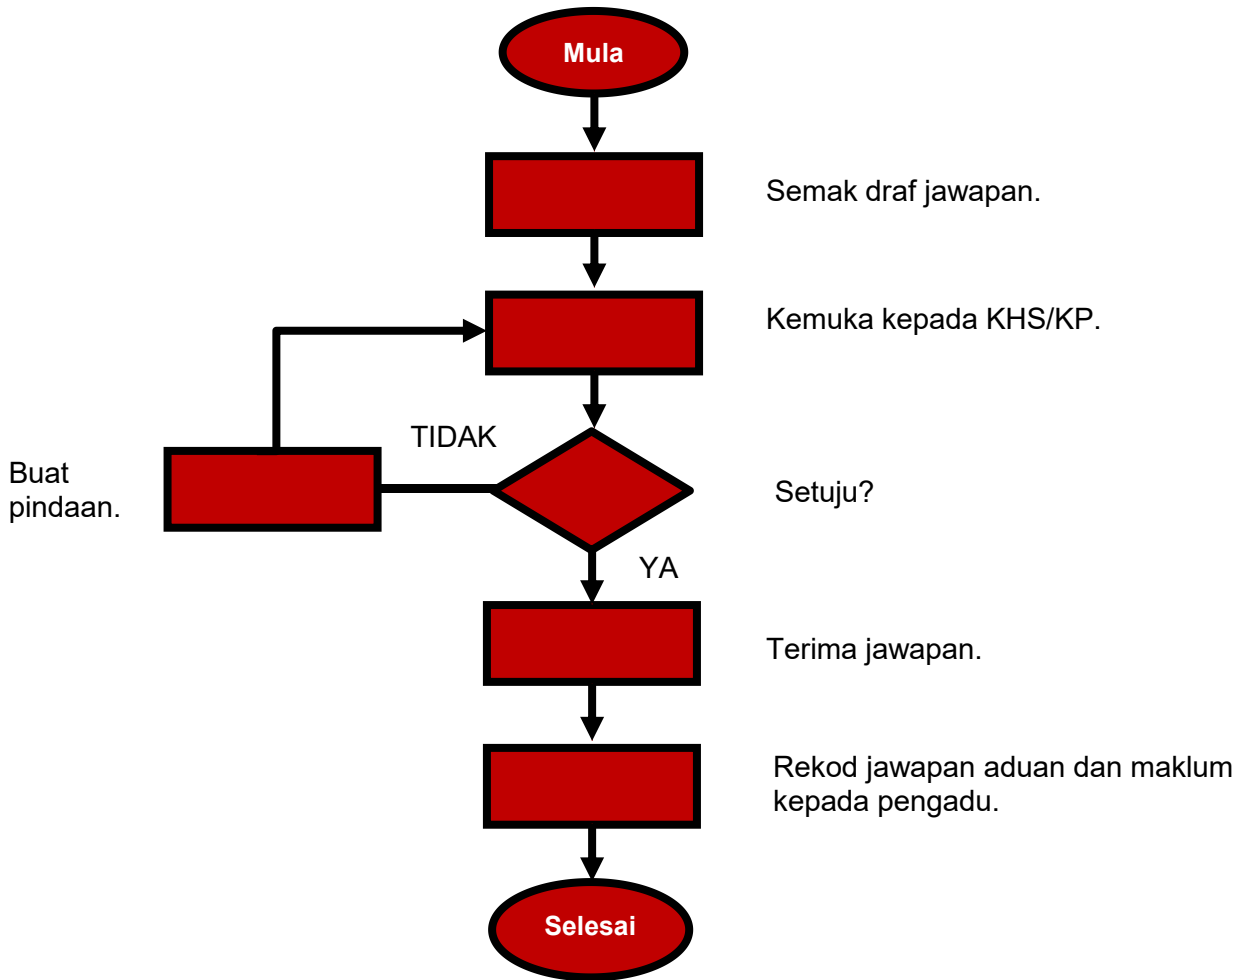 Mula
Semak draf jawapan.
Kemuka kepada KHS/KP.
TIDAK
Buat
pindaan.
Setuju?
YA
Terima jawapan.
Rekod jawapan aduan dan maklum
kepada pengadu.
Selesai